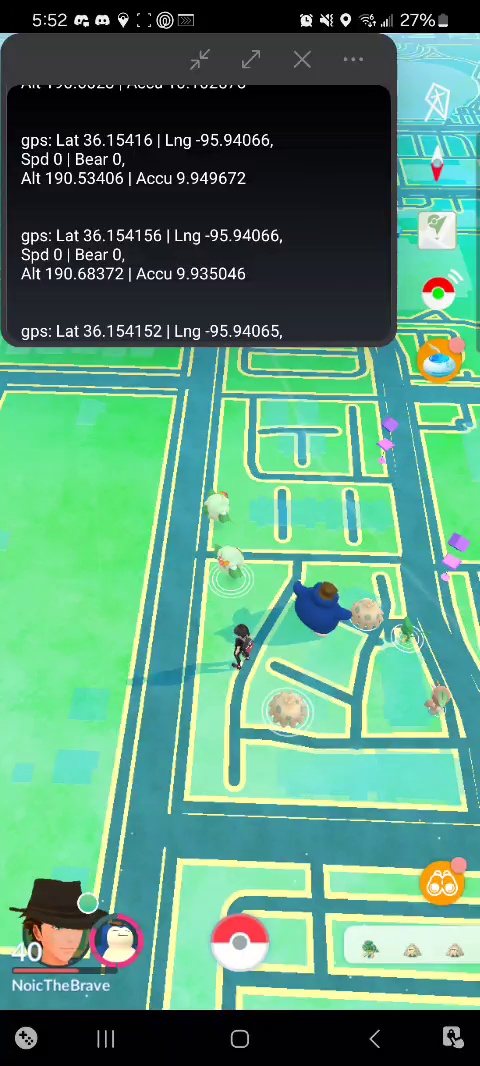 5:52
27%
gps: Lat 36.15416 | Lng -95.94066,
Spd 0 | Bear 0,
Alt 190.53406 | Accu 9.949672
gps: Lat 36.154156 | Lng -95.94066,
Spd 0 | Bear 0,
Alt 190.68372 | Accu 9.935046
gps: Lat 36.154152 | Lng -95.94065,
40
NoicTheBrave